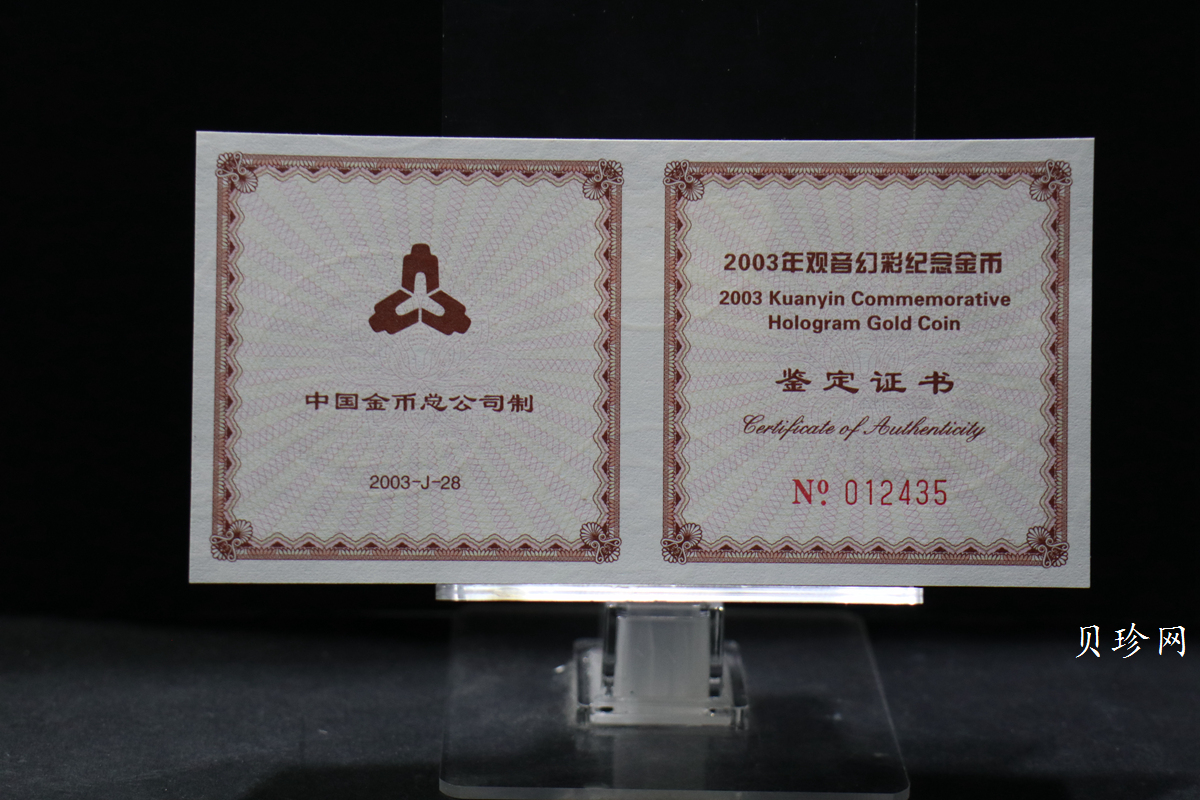 中国金币总公司制
2003-J-28
2003年观音幻彩纪念金币
2003 Kuanyin Commemorative
Hologram Gold Coin
鉴定证书
Certificate of Authenticity
Nº 012435
贝珍网